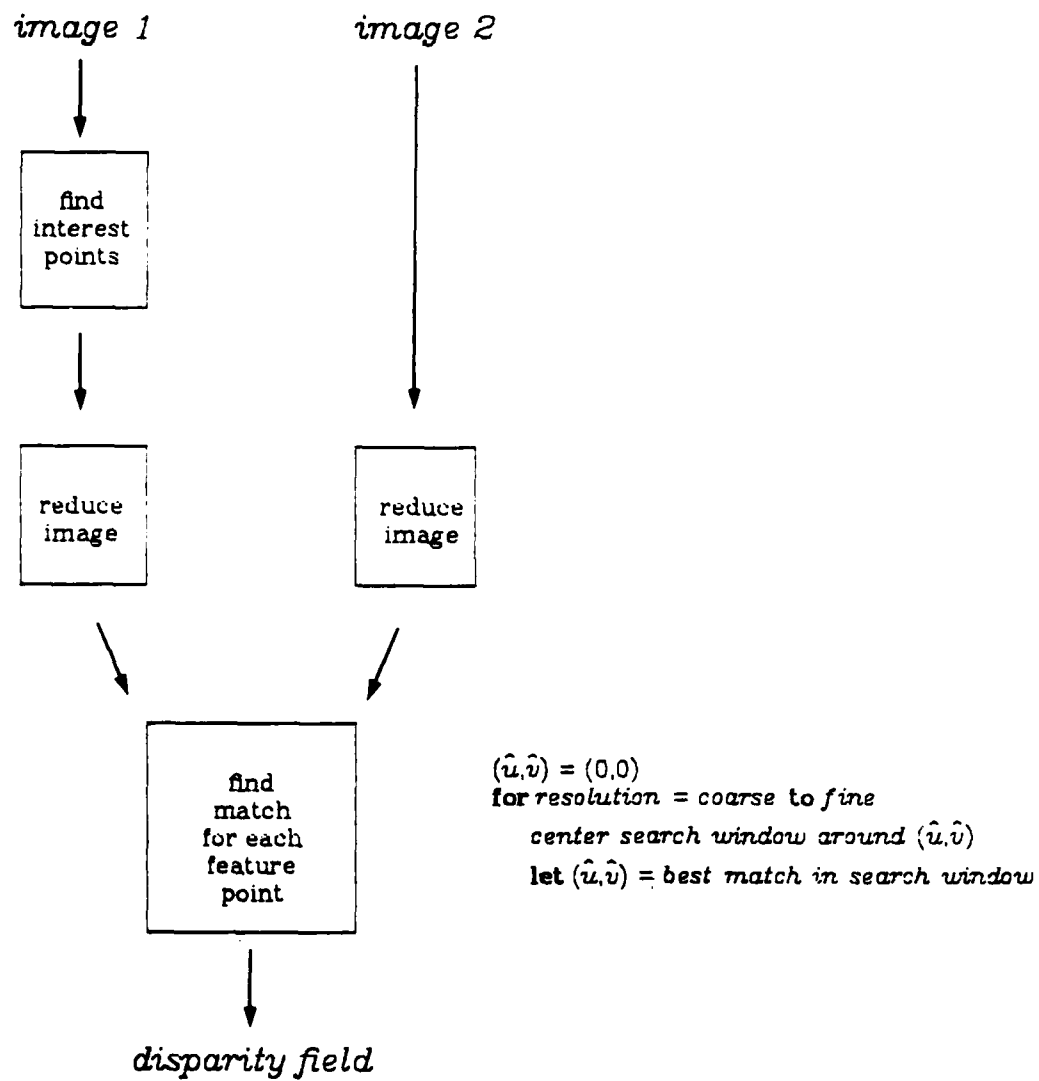 image 1
image 2
find
interest
points
reduce
image
reduce
image
find
match
for each
feature
point
(û,v̂) = (0,0)
for resolution = coarse to fine
center search window around (û,v̂)
let (û,v̂) = best match in search window
disparity field